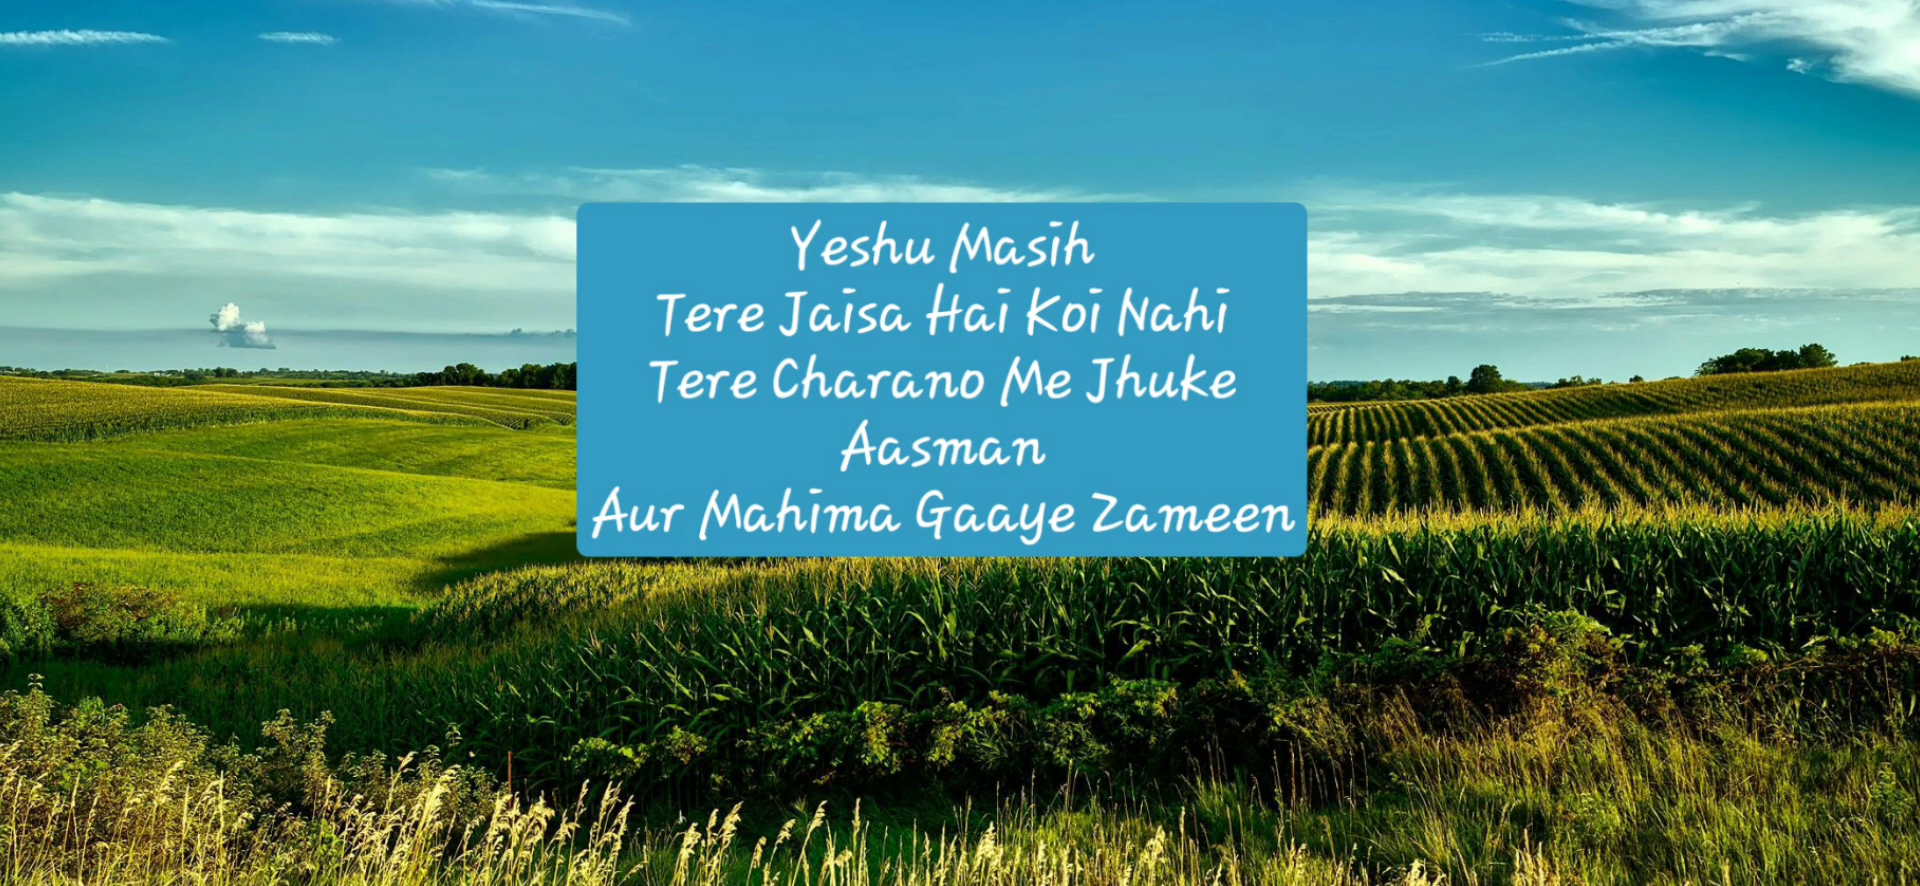 Yeshu Masih
Tere Jaisa Hai Koi Nahi
Tere Charano Me Jhuke
Aasman
Aur Mahima Gaaye Zameen